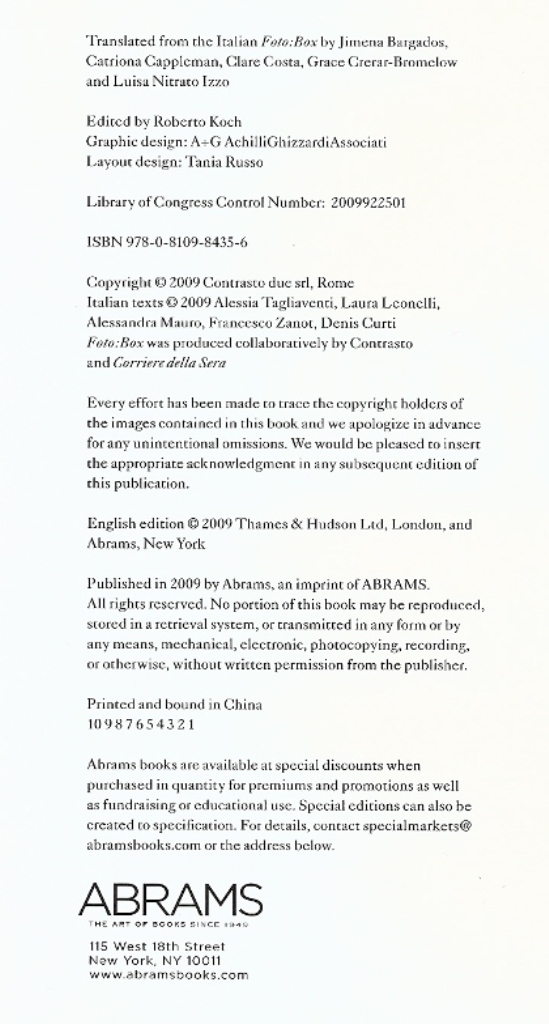 Translated from the Italian Foto:Box by Jimena Bargados,
Catriona Cappleman, Clare Costa, Grace Crerar-Bromelow
and Luisa Nitrato Izzo
Edited by Roberto Koch
Graphic design: A+G AchilliGhizzardiAssociati
Layout design: Tania Russo
Library of Congress Control Number: 2009922501
ISBN 978-0-8109-8435-6
Copyright © 2009 Contrasto due srl, Rome
Italian texts © 2009 Alessia Tagliaventi, Laura Leonelli,
Alessandra Mauro, Francesco Zanot, Denis Curti
Foto:Box was produced collaboratively by Contrasto
and Corriere della Sera
Every effort has been made to trace the copyright holders of
the images contained in this book and we apologize in advance
for any unintentional omissions. We would be pleased to insert
the appropriate acknowledgment in any subsequent edition of
this publication.
English edition © 2009 Thames & Hudson Ltd, London, and
Abrams, New York
Published in 2009 by Abrams, an imprint of ABRAMS.
All rights reserved. No portion of this book may be reproduced,
stored in a retrieval system, or transmitted in any form or by
any means, mechanical, electronic, photocopying, recording,
or otherwise, without written permission from the publisher.
Printed and bound in China
10 9 8 7 6 5 4 3 2 1
Abrams books are available at special discounts when
purchased in quantity for premiums and promotions as well
as fundraising or educational use. Special editions can also be
created to specification. For details, contact specialmarkets@
abramsbooks.com or the address below.
ABRAMS
THE ART OF BOOKS SINCE 1949
115 West 18th Street
New York, NY 10011
www.abramsbooks.com